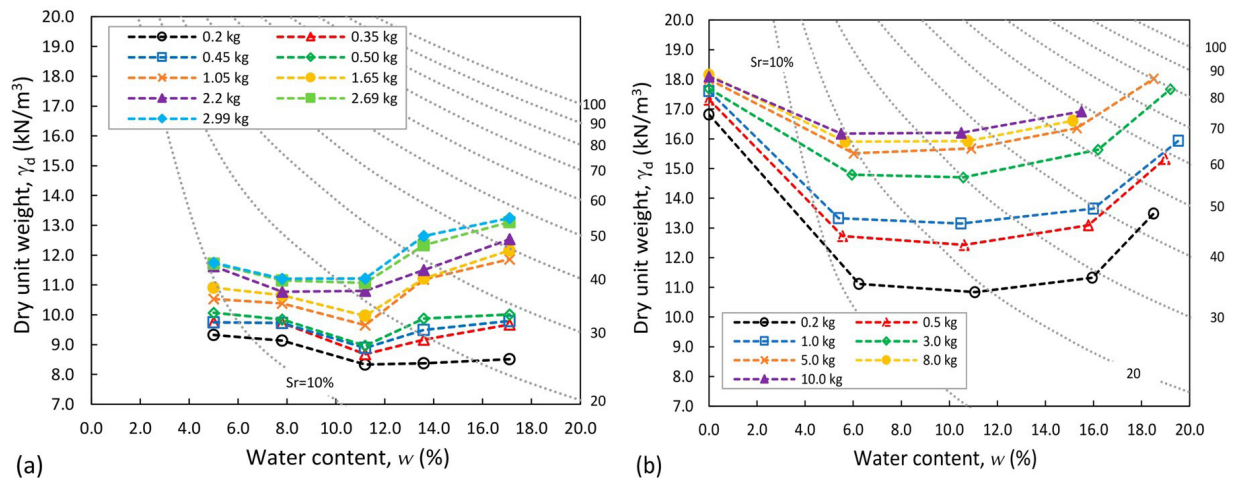 20.0
19.0
18.0
17.0
16.0
15.0
14.0
13.0
12.0
11.0
10.0
9.0
8.0
7.0
Dry unit weight, γd (kN/m³)
0.2 kg 0.35 kg
0.45 kg 0.50 kg
1.05 kg 1.65 kg
2.2 kg 2.69 kg
2.99 kg
100
90
80
70
60
50
40
30
20
Sr=10%
0.0 2.0 4.0 6.0 8.0 10.0 12.0 14.0 16.0 18.0 20.0
Water content, w (%)
(a)
20.0
19.0
18.0
17.0
16.0
15.0
14.0
13.0
12.0
11.0
10.0
9.0
8.0
7.0
Dry unit weight, γd (kN/m³)
Sr=10%
100
90
80
70
60
50
40
30
20
0.2 kg 0.5 kg
1.0 kg 3.0 kg
5.0 kg 8.0 kg
10.0 kg
0.0 2.0 4.0 6.0 8.0 10.0 12.0 14.0 16.0 18.0 20.0
Water content, w (%)
(b)